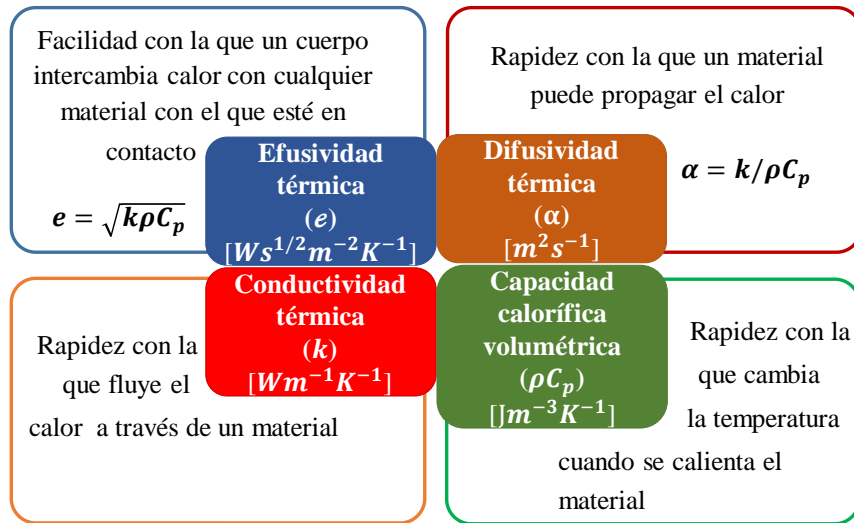 Facilidad con la que un cuerpo
intercambia calor con cualquier
material con el que esté en
contacto
e = √kρCₚ
Efusividad
térmica
(e)
[Ws^{1/2}m^{-2}K^{-1}]
Rapidez con la que un material
puede propagar el calor
α = k/ρCₚ
Difusividad
térmica
(α)
[m^{2}s^{-1}]
Rapidez con la
que fluye el
calor a través de un material
Conductividad
térmica
(k)
[Wm^{-1}K^{-1}]
Capacidad
calorífica
volumétrica
(ρCₚ)
[Jm^{-3}K^{-1}]
Rapidez con la
que cambia
la temperatura
cuando se calienta el
material